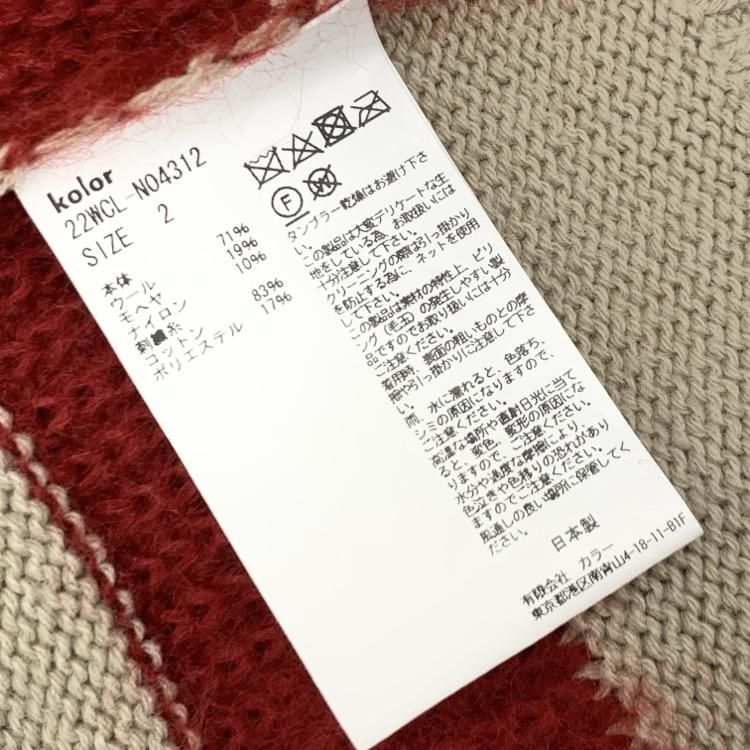 kolor
22WCL-N04312
SIZE 2
本体
ウール 71%
モヘヤ 19%
ナイロン 10%
刺繍糸
コットン 83%
ポリエステル 17%
F
W
タンブラー乾燥はお避け下さ
い。
この製品は大変デリケートな生
地をしている為、お取扱いには
十分注意して下さい。
クリーニングの際は引っ掛かり
を防止する為に、ネットを使用
して下さい。
この製品は素材の特性上、ピリ
ング（毛玉）の発生しやすい製
品ですのでお取り扱いには十分
ご注意ください。
着用時、表面の粗いものとの摩
擦や引っ掛かりに注意して下さ
い。
雨、水に濡れると、色落ち、
シミの原因になりますので、
ご注意ください。
高温な場所や直射日光に当て
ると、変色、変形の原因にな
りますので、ご注意ください。
水分や過度な摩擦により、
色泣きや色移りの恐れがあり
ますのでご注意ください。
風通しの良い場所に保管してく
ださい。
日本製
有限会社 カラー
東京都港区南青山4-18-11-B1F